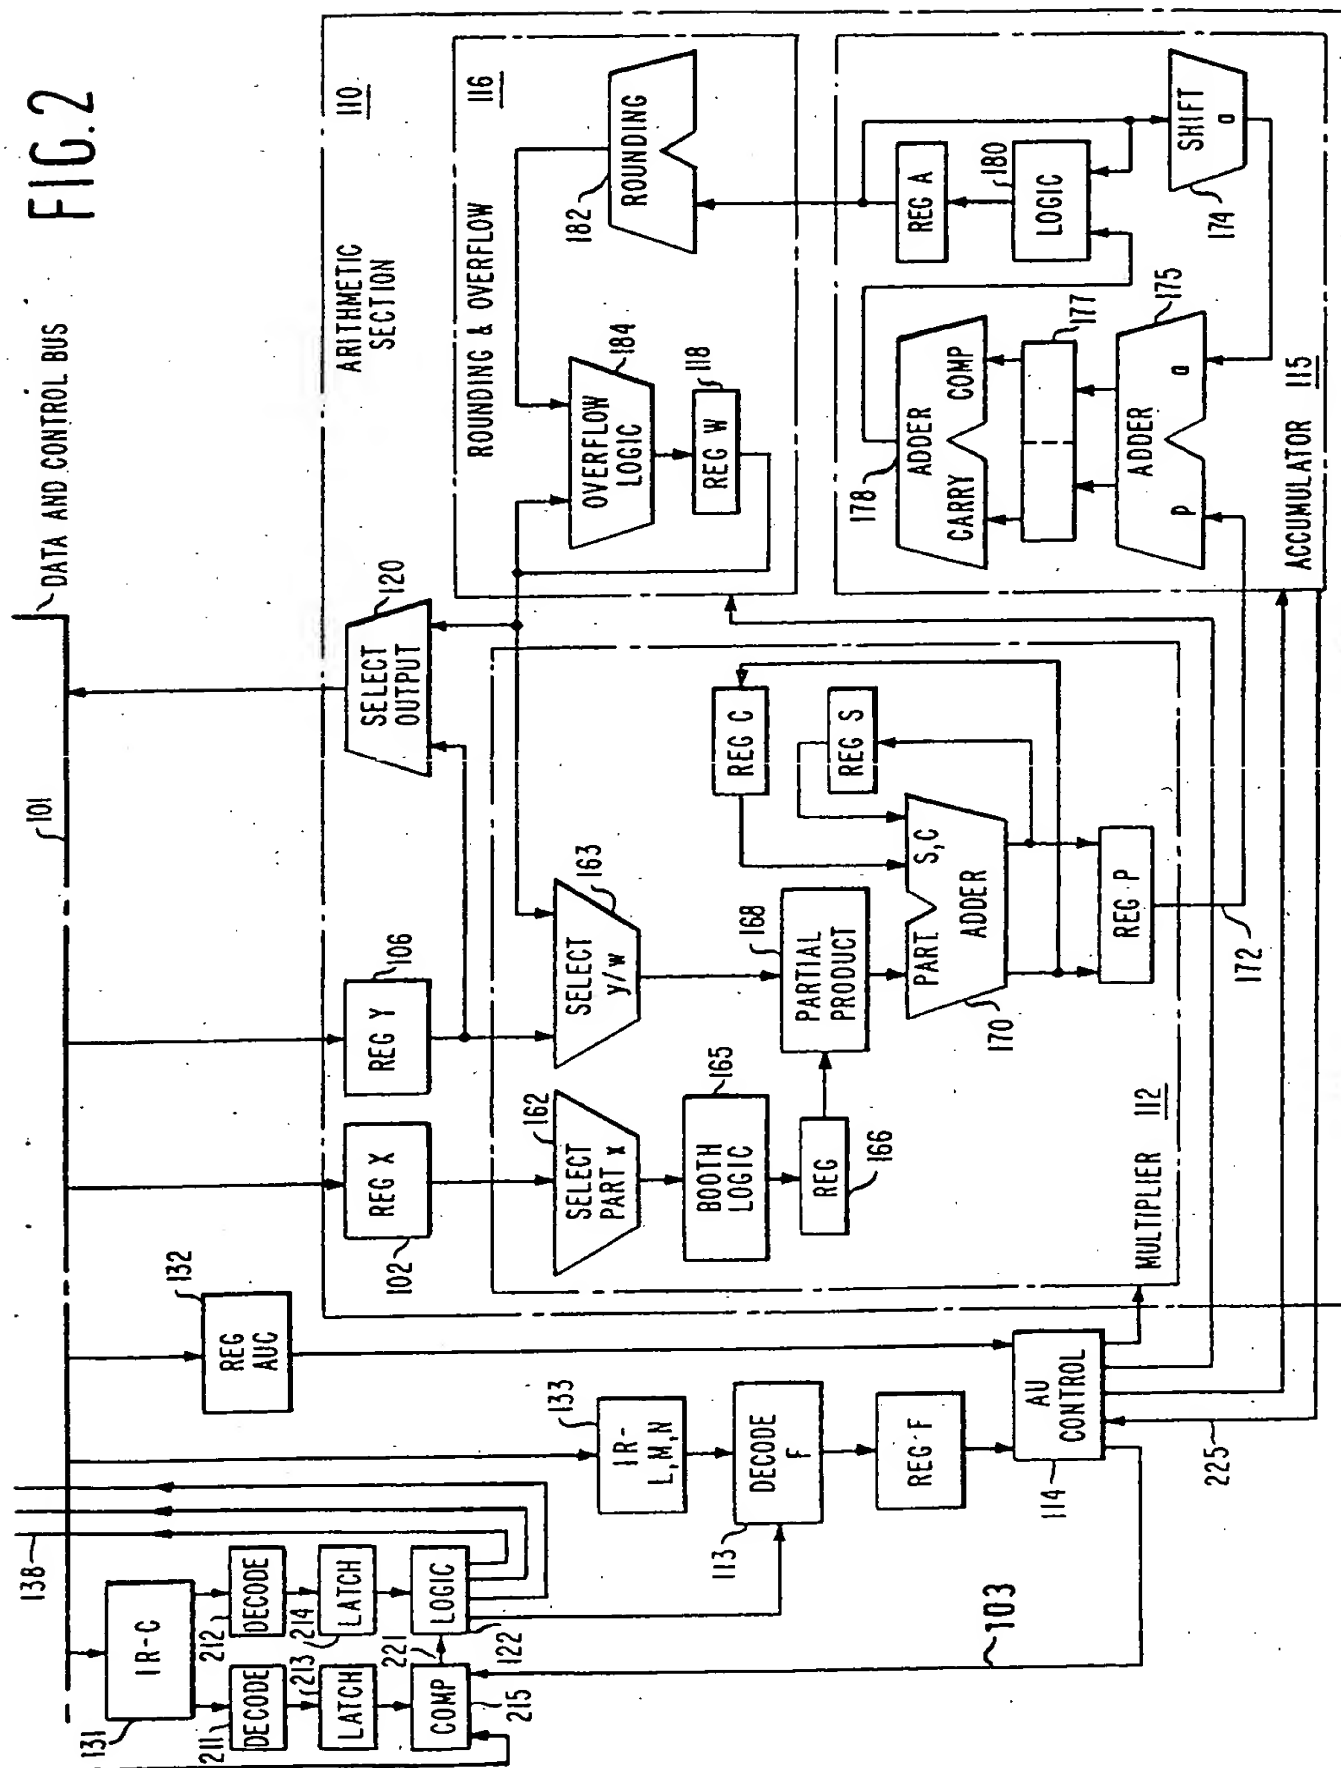 FIG. 2
DATA AND CONTROL BUS
101
138
131
IR-C
211
DECODE
212
DECODE
213
LATCH
214
LATCH
COMP
215
221
LOGIC
122
103
132
REG
AUC
133
IR-
L,M,N
113
DECODE
F
REG F
114
AU
CONTROL
225
ARITHMETIC
SECTION
110
102
REG X
REG Y
106
SELECT
OUTPUT
120
162
SELECT
PART x
SELECT
y/w
163
BOOTH
LOGIC
165
REG
166
PARTIAL
PRODUCT
168
REG C
REG S
PART
S,C
ADDER
170
REG P
172
MULTIPLIER 112
ROUNDING & OVERFLOW
116
182
ROUNDING
OVERFLOW
LOGIC
184
REG W
118
REG A
180
LOGIC
SHIFT
a
174
178
ADDER
CARRY
COMP
177
ADDER
p
a
175
ACCUMULATOR 115